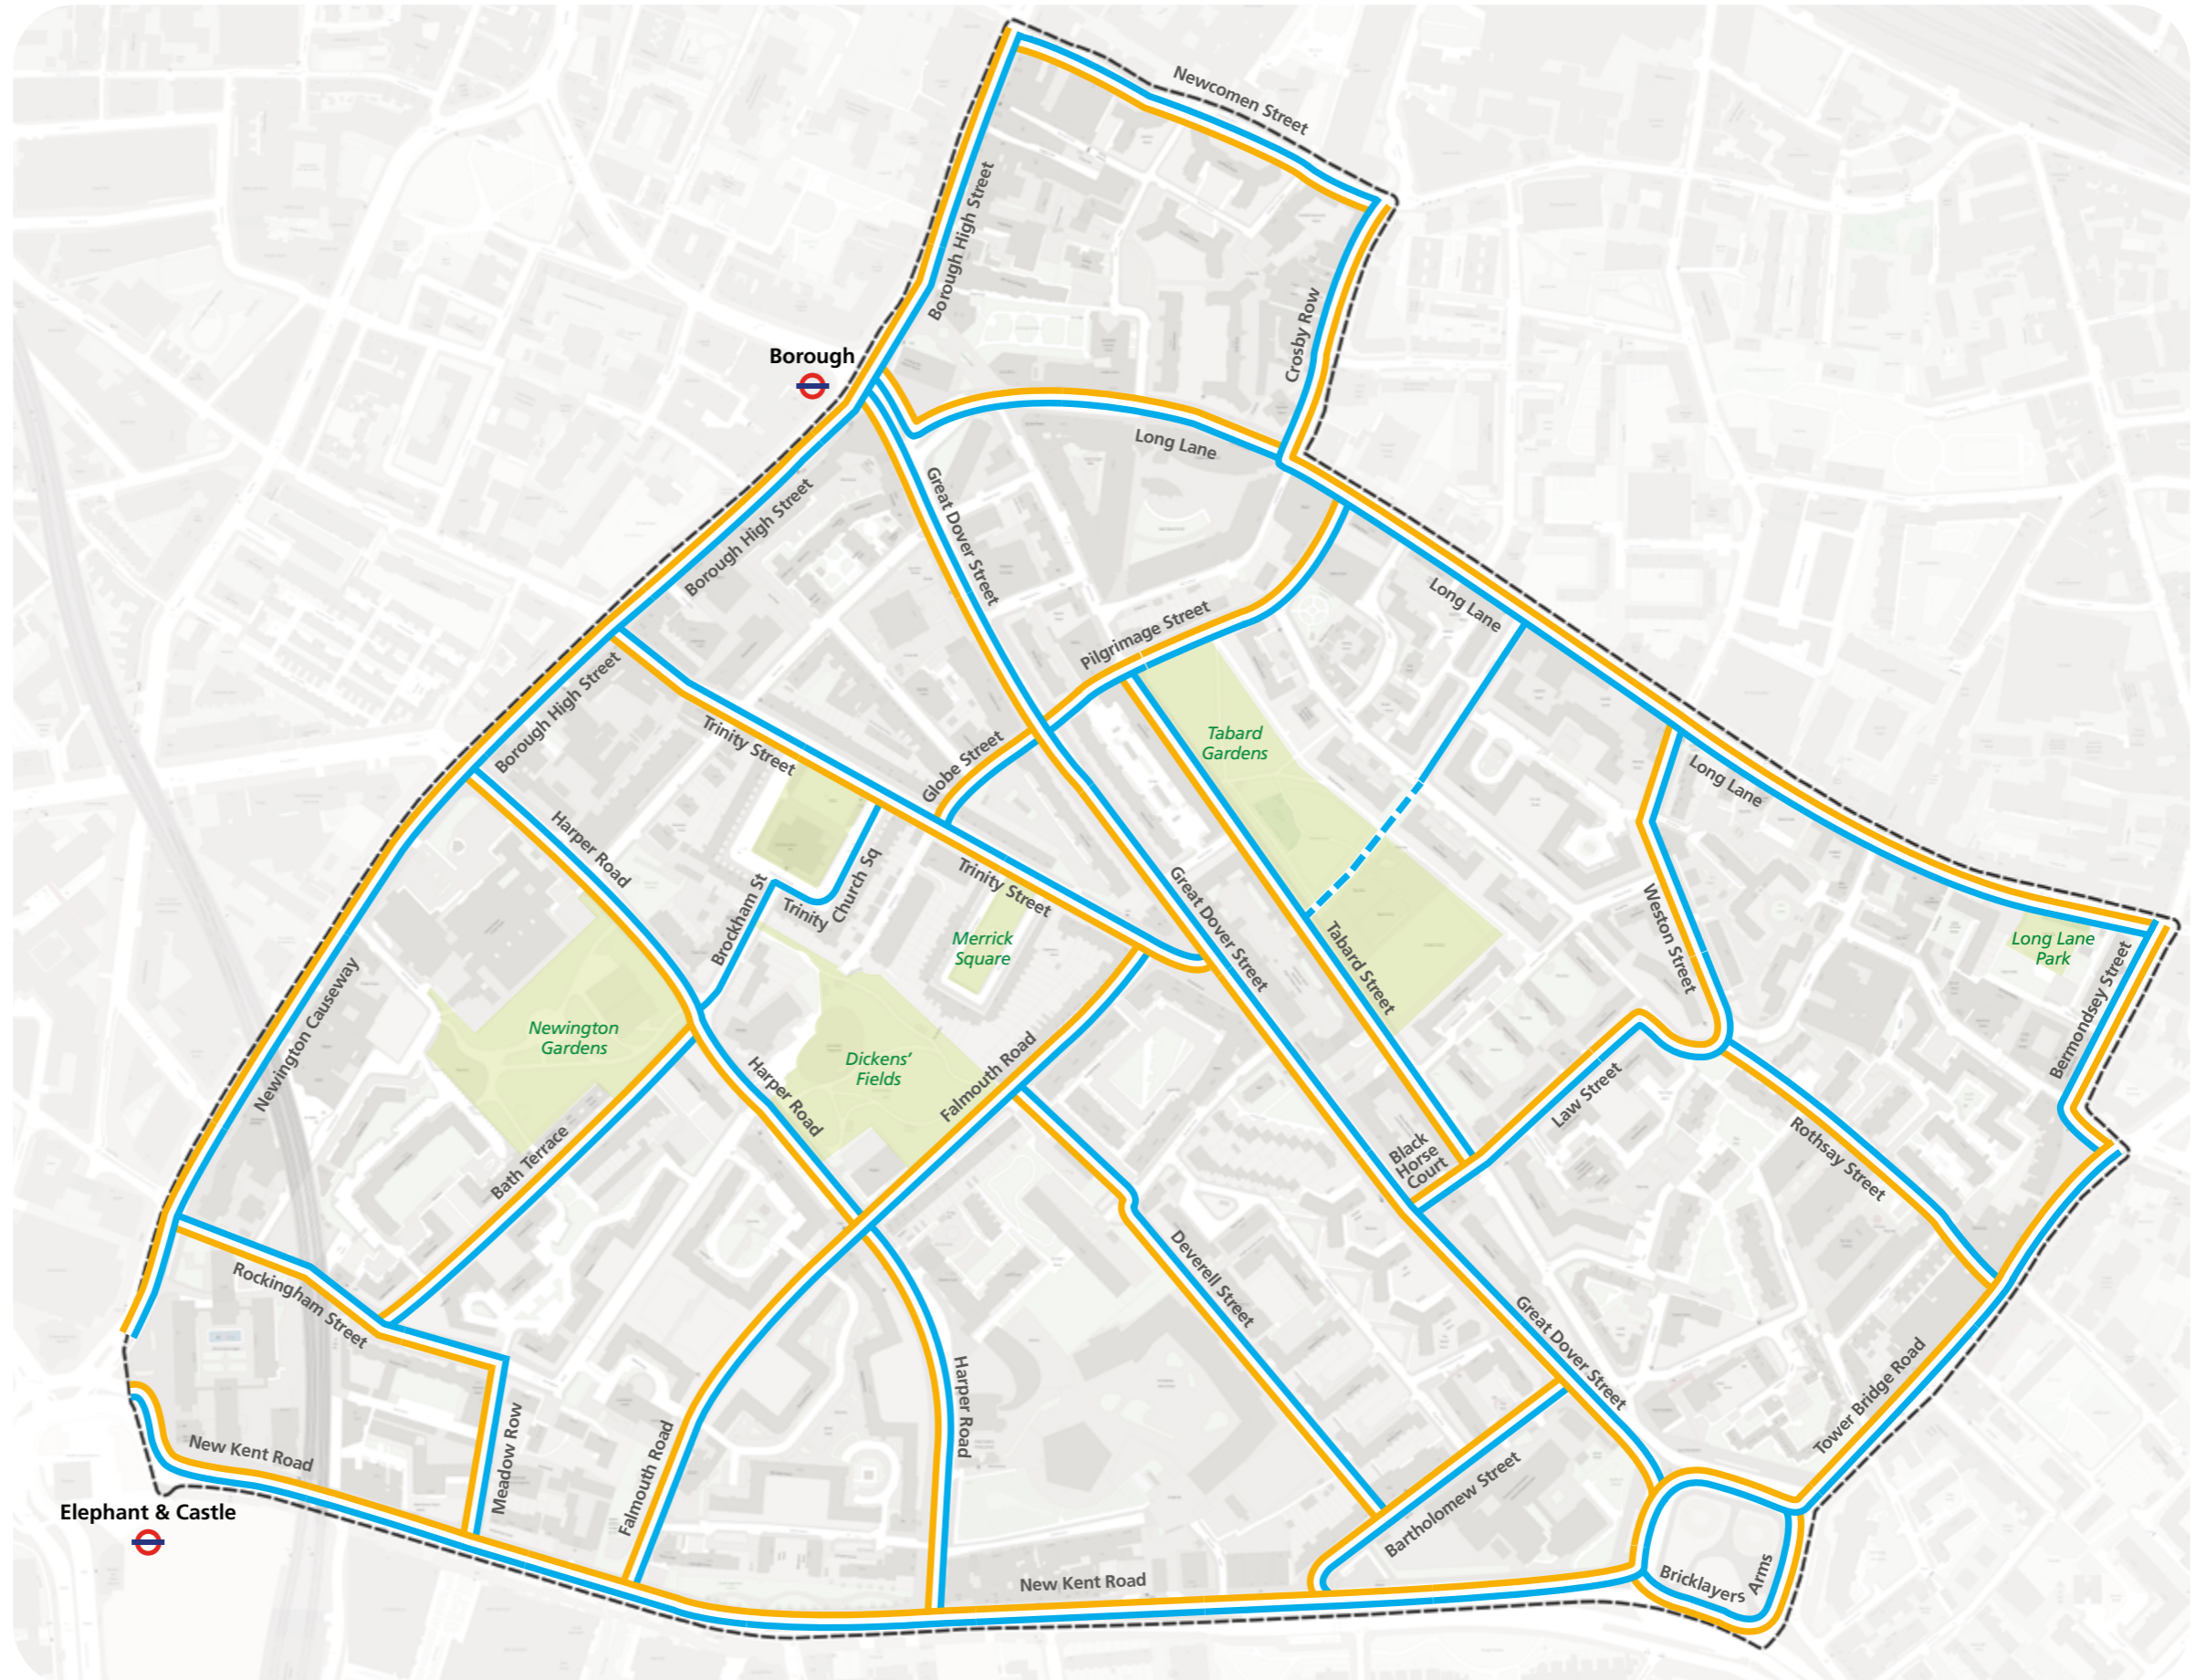 Newcomen Street
Borough High Street
Crosby Row
Borough
Long Lane
Great Dover Street
Borough High Street
Long Lane
Pilgrimage Street
Borough High Street
Trinity Street
Globe Street
Tabard
Gardens
Long Lane
Harper Road
Brockham St
Trinity
Church Sq
Trinity Street
Great Dover Street
Weston Street
Merrick
Square
Tabard Street
Long Lane
Park
Bermondsey Street
Newington Causeway
Newington
Gardens
Dickens’
Fields
Harper Road
Falmouth Road
Law Street
Black
Horse
Court
Rothsay Street
Bath Terrace
Rockingham Street
Deverell Street
Great Dover Street
Tower Bridge Road
Harper Road
Meadow Row
Falmouth Road
New Kent Road
Bartholomew Street
Elephant & Castle
New Kent Road
Bricklayers
Arms